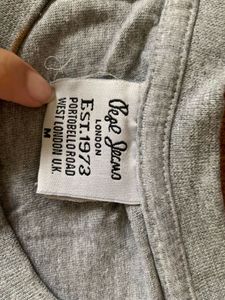 Pepe Jeans
LONDON
EST.1973
PORTOBELLO ROAD
WEST LONDON U.K.
M